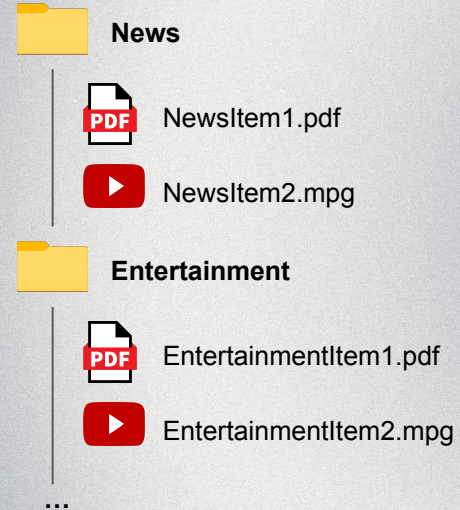 News
PDF
NewsItem1.pdf
NewsItem2.mpg
Entertainment
PDF
EntertainmentItem1.pdf
EntertainmentItem2.mpg
...